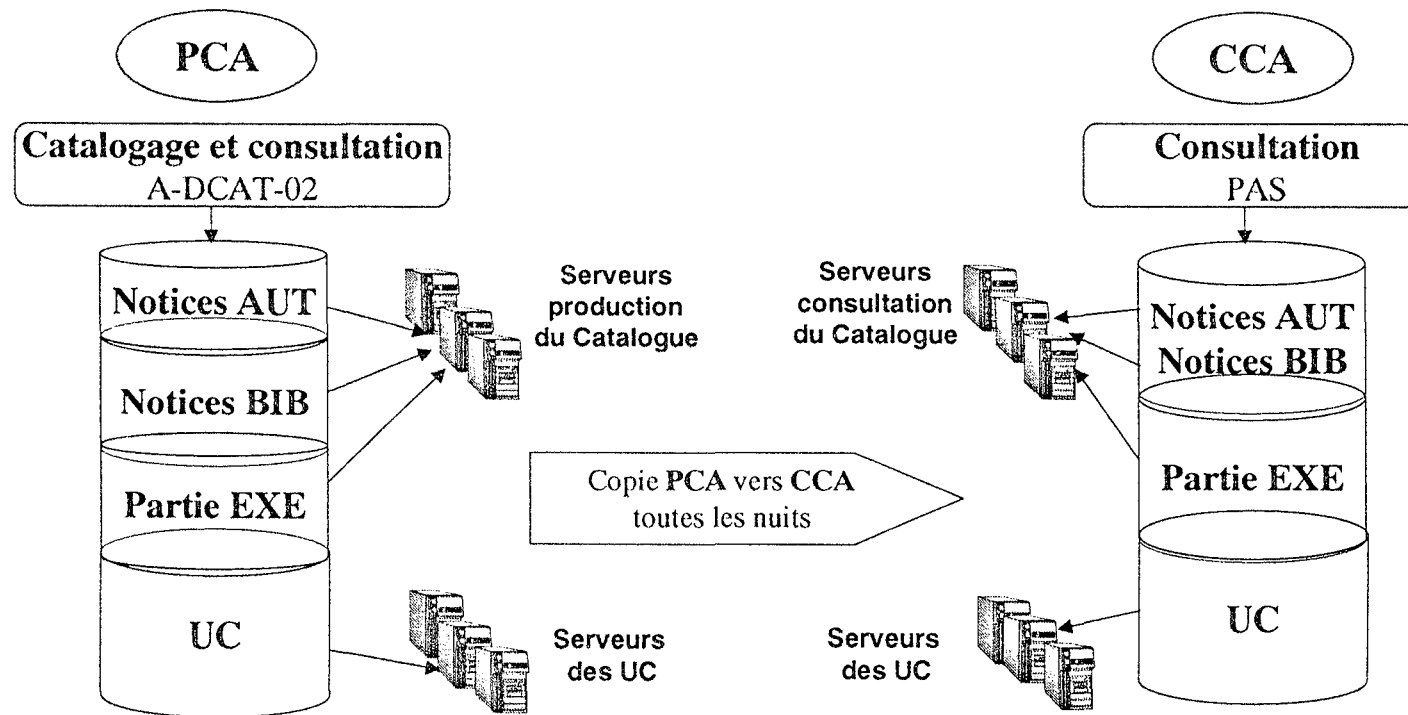 PCA
Catalogage et consultation
A-DCAT-02
Notices AUT
Notices BIB
Partie EXE
UC
Serveurs
production
du Catalogue
Serveurs
des UC
Copie PCA vers CCA
toutes les nuits
CCA
Consultation
PAS
Serveurs
consultation
du Catalogue
Notices AUT
Notices BIB
Partie EXE
UC
Serveurs
des UC